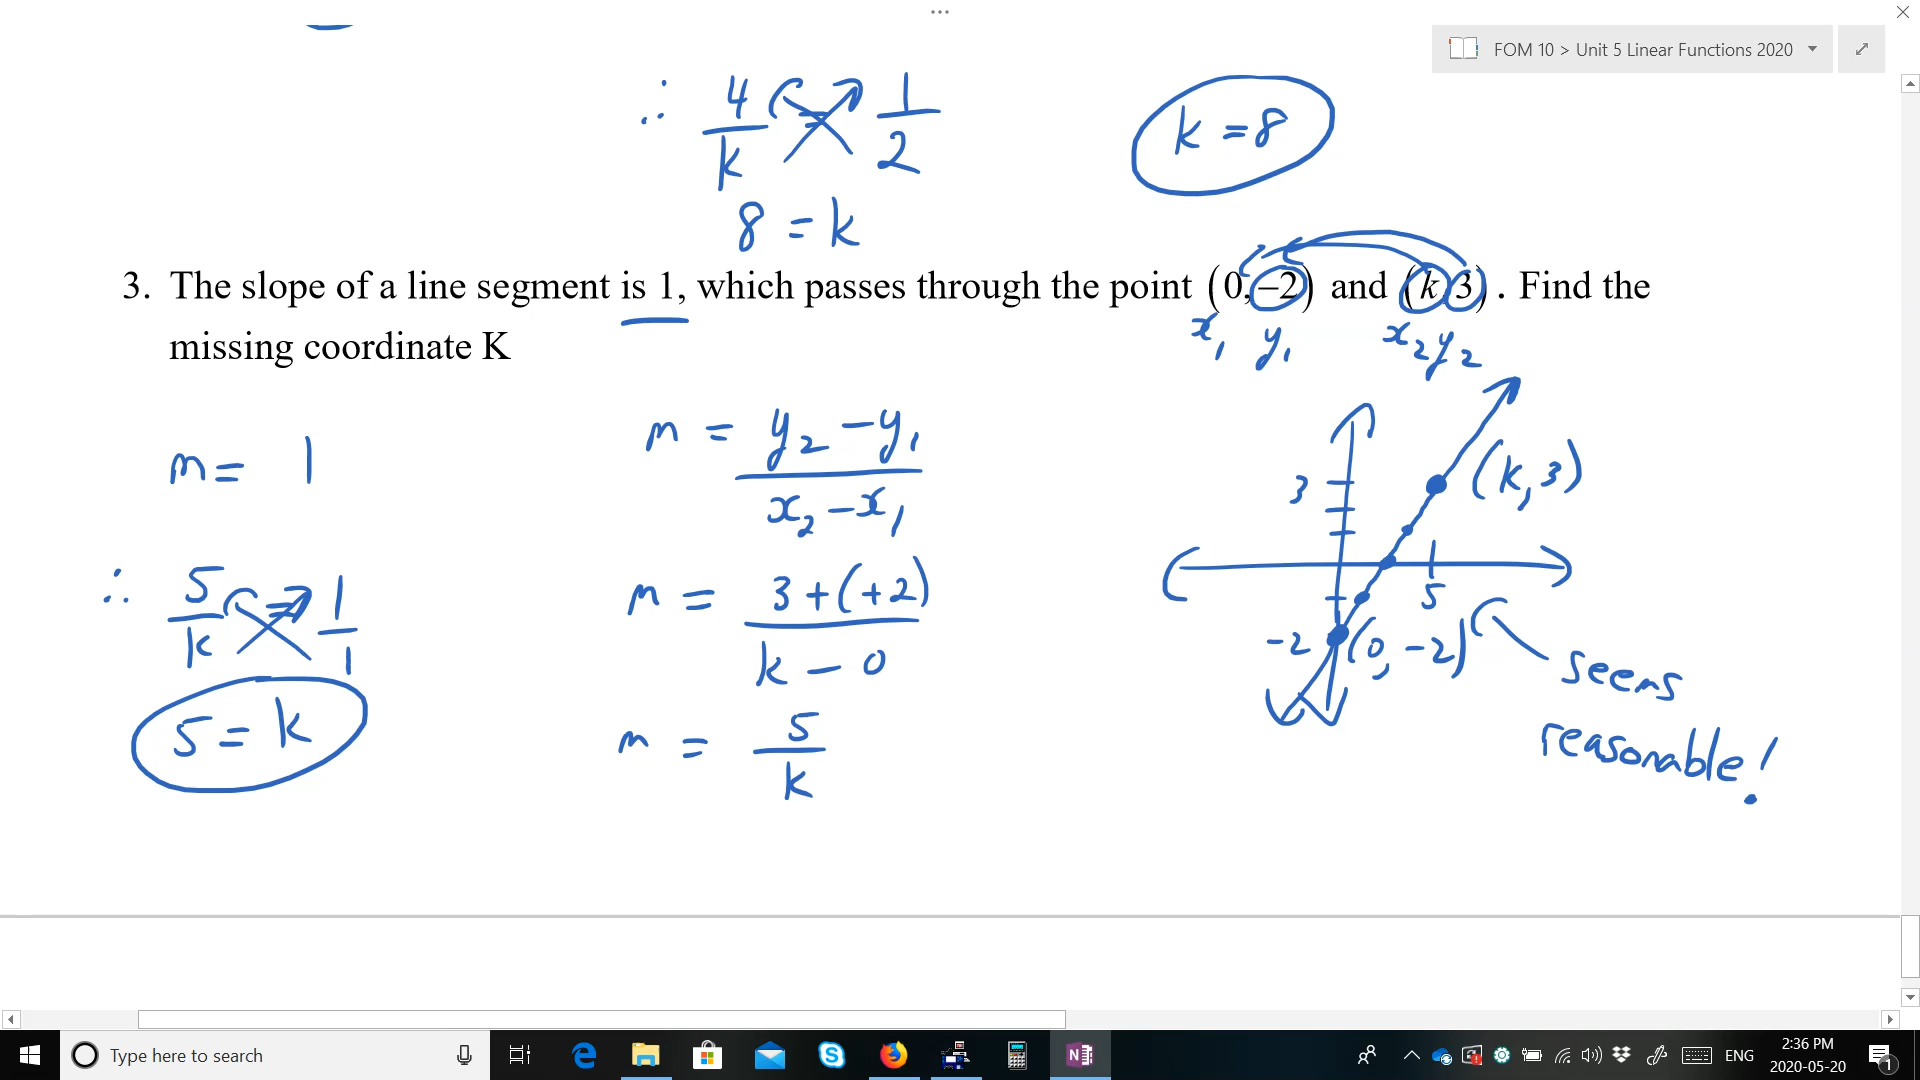 FOM 10 > Unit 5 Linear Functions 2020
∴ 4/k = 1/2
k = 8
8 = k
3. The slope of a line segment is 1, which passes through the point (0, −2) and (k, 3). Find the
x₁ y₁ x₂ y₂
missing coordinate K
m = 1
m = y₂ − y₁ / x₂ − x₁
3
(k, 3)
∴ 5/k = 1/1
m = 3 + (+2) / k − 0
5
−2 (0, −2)
seems
reasonable!
5 = k
m = 5/k
Type here to search
ENG
2:36 PM
2020-05-20
1